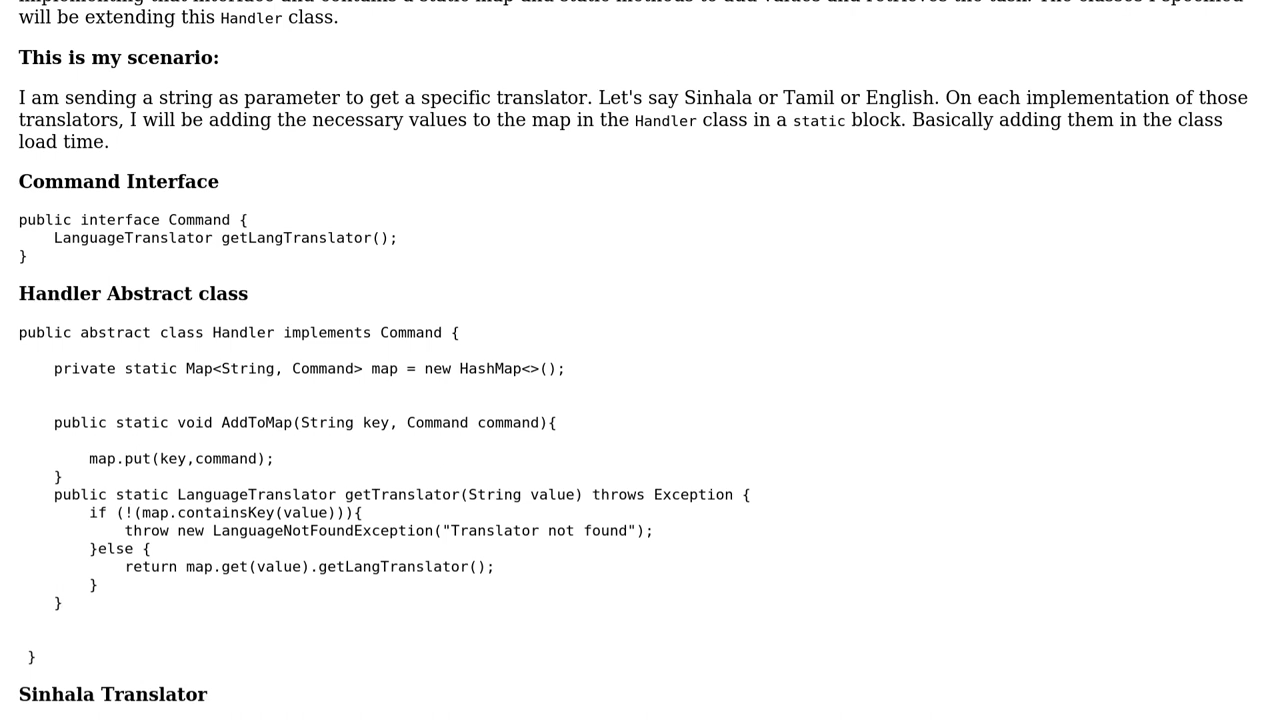 will be extending this Handler class.
This is my scenario:
I am sending a string as parameter to get a specific translator. Let's say Sinhala or Tamil or English. On each implementation of those
translators, I will be adding the necessary values to the map in the Handler class in a static block. Basically adding them in the class
load time.
Command Interface
public interface Command {
    LanguageTranslator getLangTranslator();
}
Handler Abstract class
public abstract class Handler implements Command {
    private static Map<String, Command> map = new HashMap<>();
    public static void AddToMap(String key, Command command){
        map.put(key,command);
    }
    public static LanguageTranslator getTranslator(String value) throws Exception {
        if (!(map.containsKey(value))){
            throw new LanguageNotFoundException("Translator not found");
        }else {
            return map.get(value).getLangTranslator();
        }
    }
 }
Sinhala Translator